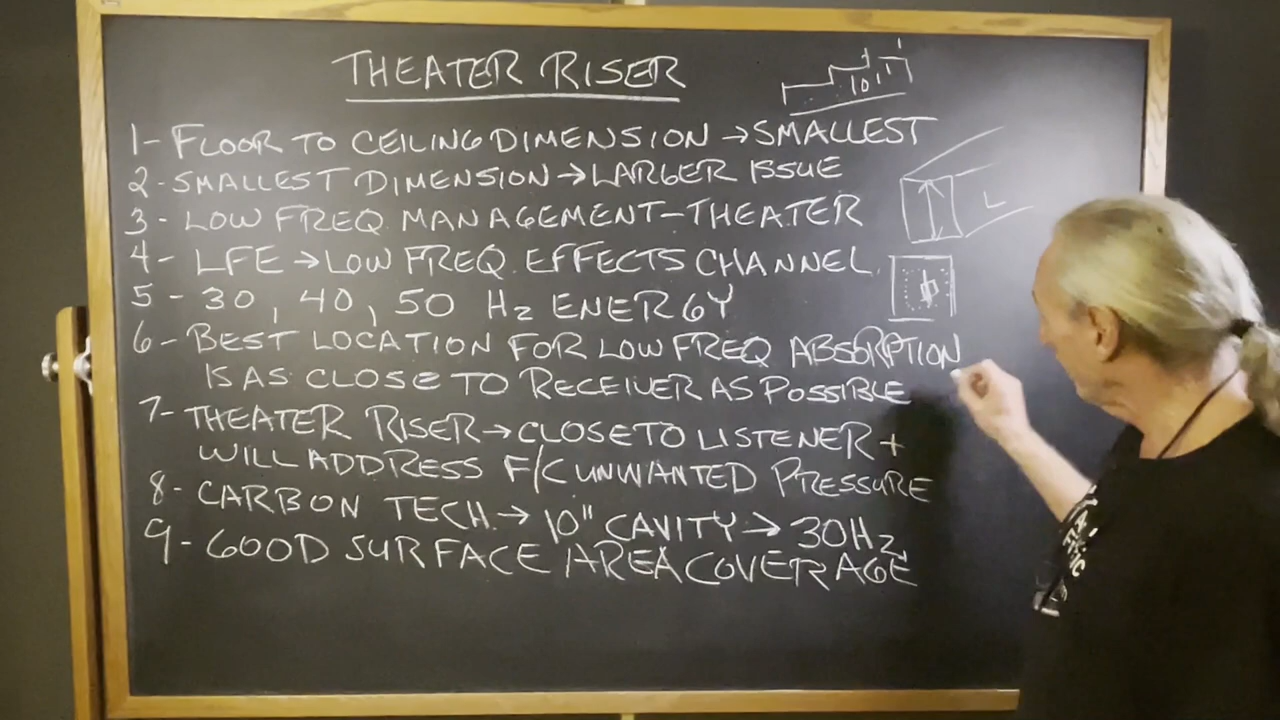 THEATER RISER
10'
1- FLOOR TO CEILING DIMENSION →SMALLEST
2- SMALLEST DIMENSION→LARGER ISSUE
3- LOW FREQ MANAGEMENT-THEATER
L
4- LFE →LOW FREQ. EFFECTS CHANNEL
5- 30, 40, 50 Hz ENERGY
6- BEST LOCATION FOR LOW FREQ ABSORPTION
IS AS CLOSE TO RECEIVER AS POSSIBLE
7- THEATER RISER→CLOSE TO LISTENER +
WILL ADDRESS F/C UNWANTED PRESSURE
8- CARBON TECH. → 10" CAVITY → 30Hz,
9- GOOD SURFACE AREA COVERAGE